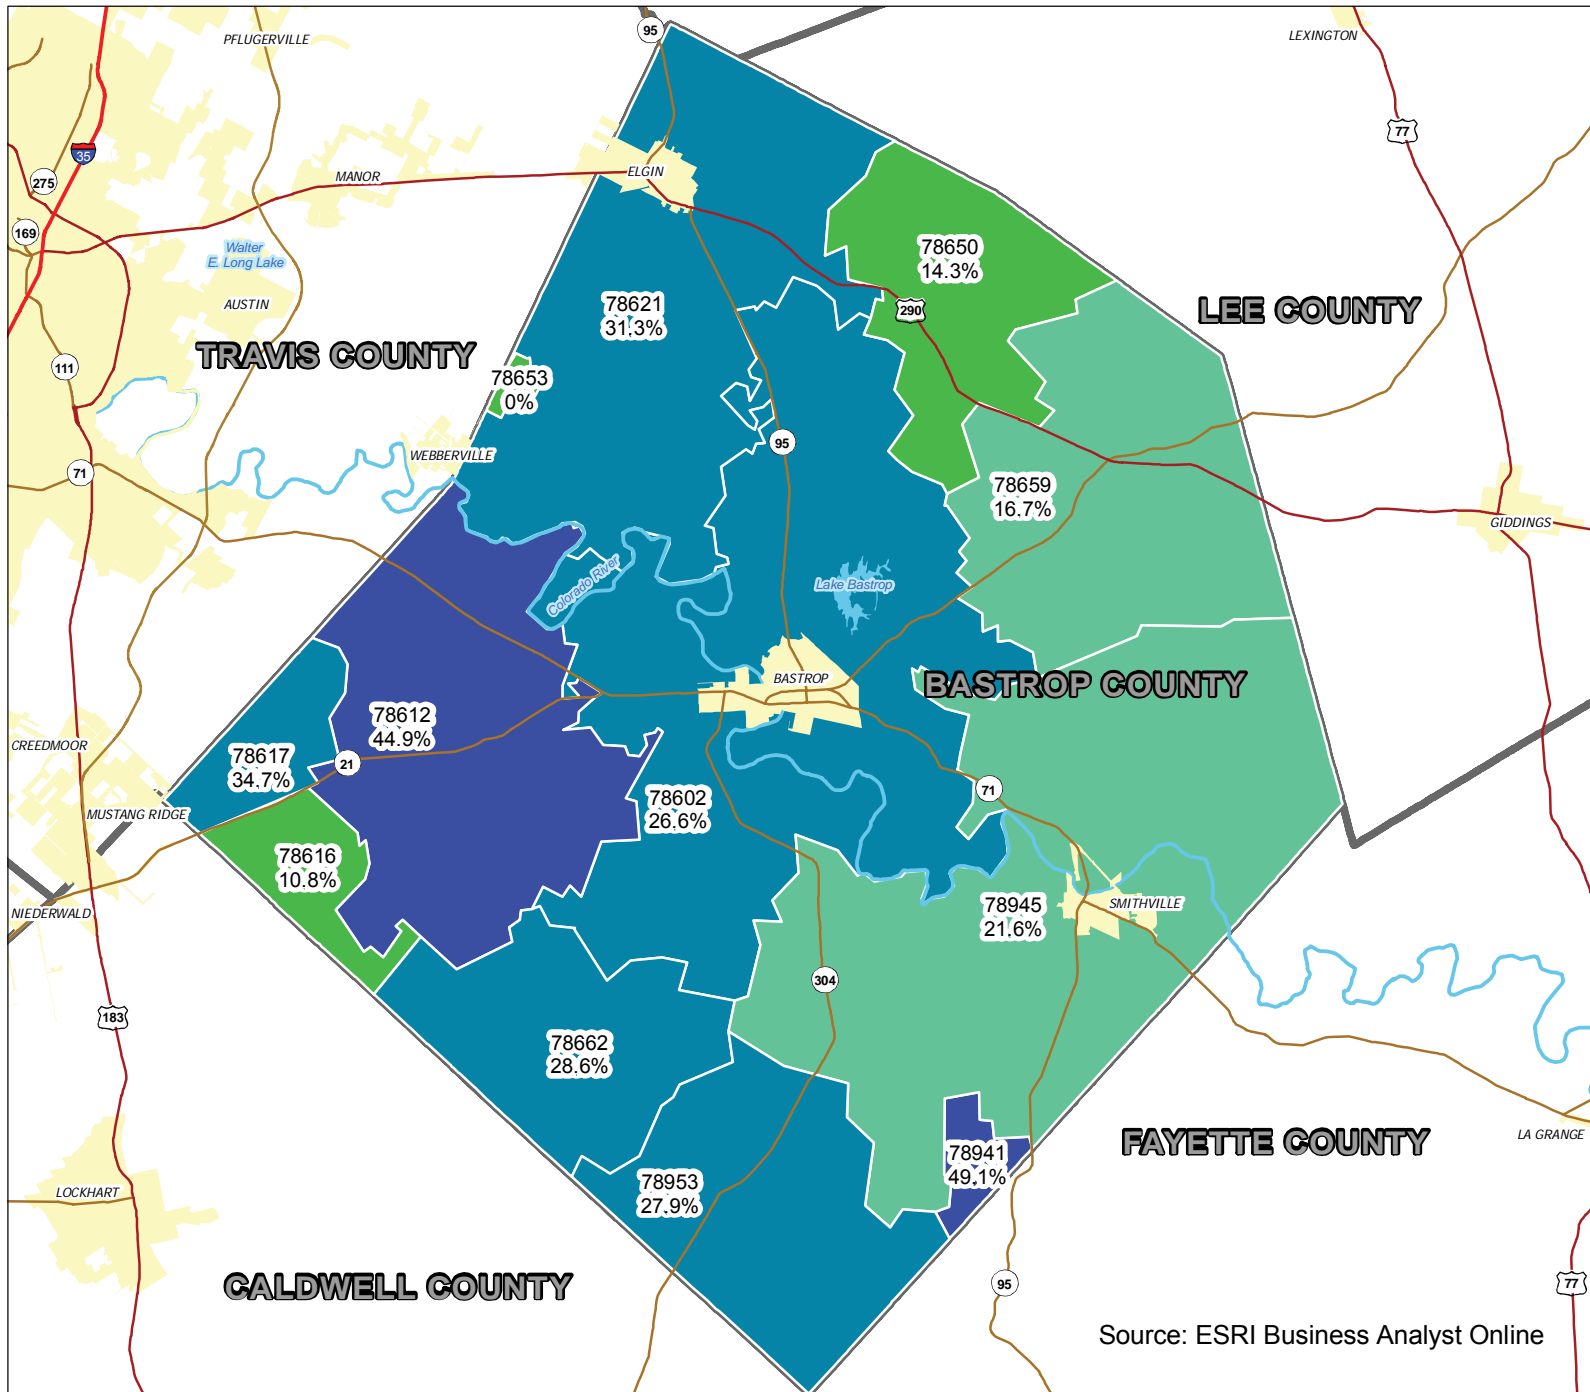 95
PFLUGERVILLE
LEXINGTON
77
35
275
MANOR
ELGIN
169
Walter
E. Long Lake
AUSTIN
78650
14.3%
290
LEE COUNTY
78621
31.3%
TRAVIS COUNTY
111
78653
0%
95
WEBBERVILLE
71
78659
16.7%
GIDDINGS
Colorado River
Lake Bastrop
BASTROP
BASTROP COUNTY
78612
44.9%
CREEDMOOR
78617
34.7%
21
71
MUSTANG RIDGE
78602
26.6%
78616
10.8%
NIEDERWALD
78945
21.6%
SMITHVILLE
304
183
78662
28.6%
78941
49.1%
FAYETTE COUNTY
LA GRANGE
LOCKHART
78953
27.9%
CALDWELL COUNTY
95
77
Source: ESRI Business Analyst Online